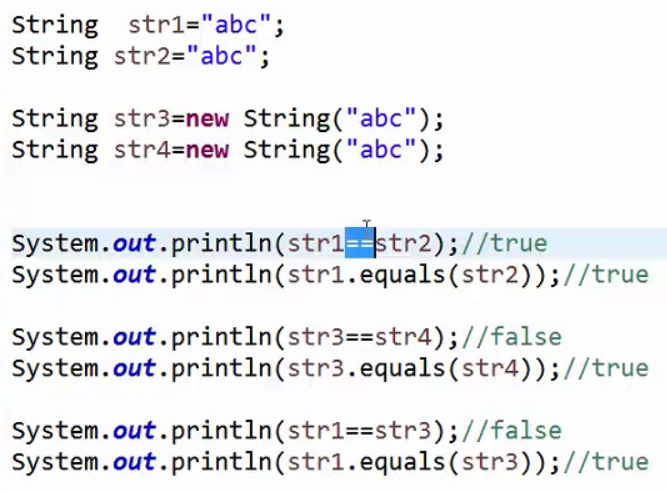 String  str1="abc";
String str2="abc";
String str3=new String("abc");
String str4=new String("abc");
System.out.println(str1==str2);//true
System.out.println(str1.equals(str2));//true
System.out.println(str3==str4);//false
System.out.println(str3.equals(str4));//true
System.out.println(str1==str3);//false
System.out.println(str1.equals(str3));//true